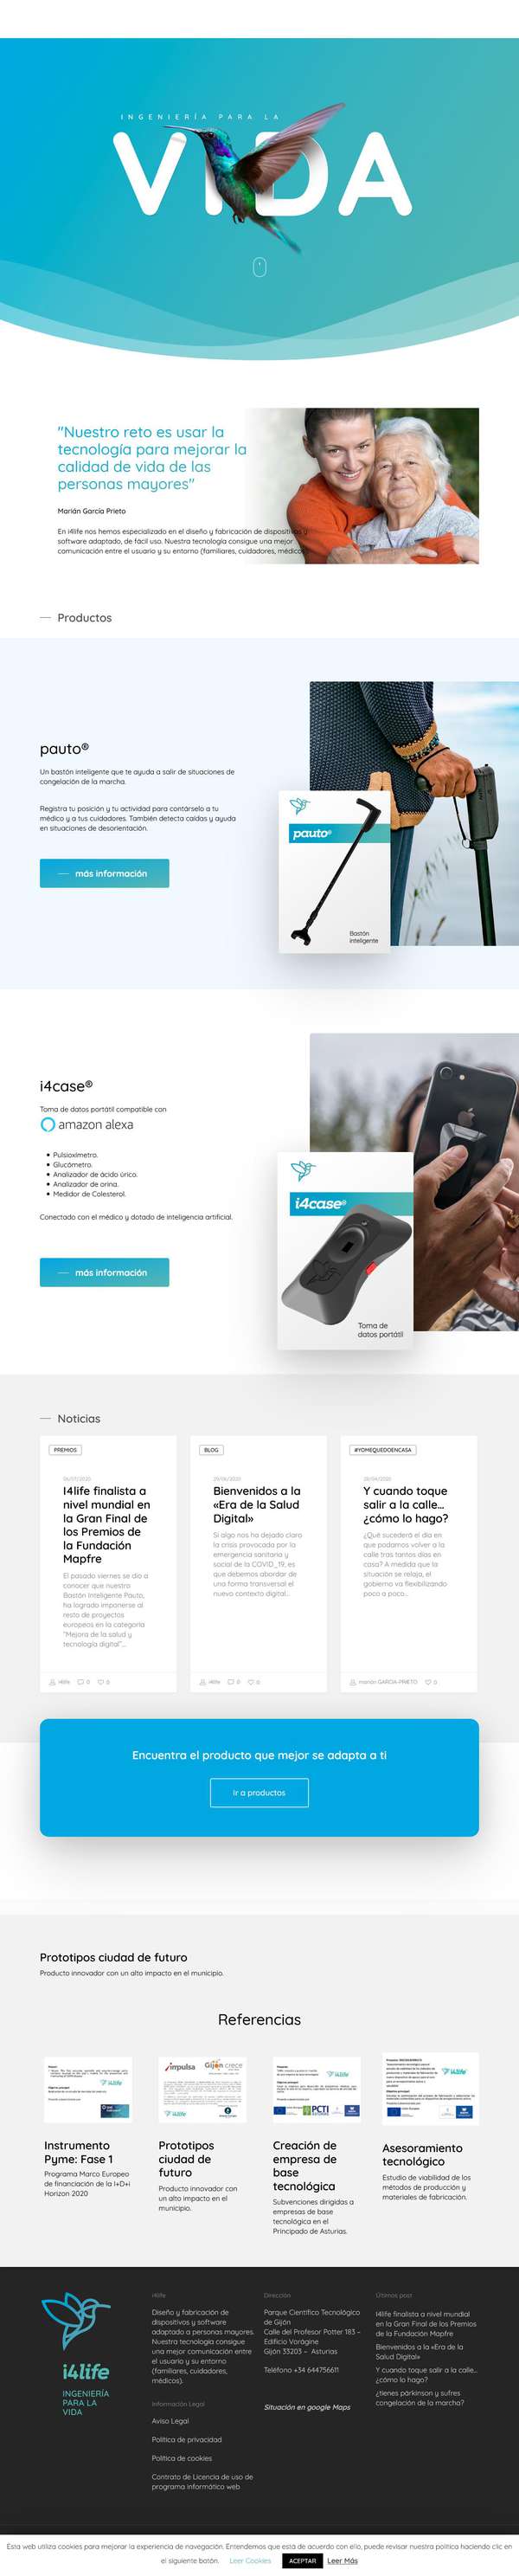 INGENIERÍA PARA LA
VIDA
"Nuestro reto es usar la
tecnología para mejorar la
calidad de vida de las
personas mayores"
Marián García Prieto
En i4life nos hemos especializado en el diseño y fabricación de dispositivos y
software adaptado, de fácil uso. Nuestra tecnología consigue una mejor
comunicación entre el usuario y su entorno (familiares, cuidadores, médicos).
Productos
pauto®
Un bastón inteligente que te ayuda a salir de situaciones de
congelación de la marcha.
Registra tu posición y tu actividad para contárselo a tu
médico y a tus cuidadores. También detecta caídas y ayuda
en situaciones de desorientación.
más información
pauto®
Bastón
inteligente
i4case®
Toma de datos portátil compatible con
amazon alexa
Pulsioxímetro.
Glucómetro.
Analizador de ácido úrico.
Analizador de orina.
Medidor de Colesterol.
Conectado con el médico y dotado de inteligencia artificial.
más información
i4case®
Toma de
datos portátil
Noticias
PREMIOS
I4life finalista a
nivel mundial en
la Gran Final de
los Premios de
la Fundación
Mapfre
El pasado viernes se dio a
conocer que nuestro
Bastón Inteligente Pauto,
ha logrado imponerse al
resto de proyectos
europeos en la categoría
"Mejora de la salud y
tecnología digital"...
i4life 0 0
BLOG
Bienvenidos a la
«Era de la Salud
Digital»
Si algo nos ha dejado claro
la crisis provocada por la
emergencia sanitaria y
social de la COVID_19, es
que debemos abordar de
una forma transversal el
nuevo contexto digital...
i4life 0 0
#YOMEQUEDOENCASA
Y cuando toque
salir a la calle...
¿cómo lo hago?
¿Qué sucederá el día en
que podamos volver a la
calle tras tantos días en
casa? A medida que la
situación se relaja, el
gobierno va flexibilizando
poco a poco...
marián GARCÍA-PRIETO 0
Encuentra el producto que mejor se adapta a ti
Ir a productos
Prototipos ciudad de futuro
Producto innovador con un alto impacto en el municipio.
Referencias
i4life
impulsa Gijón crece
i4life
i4life
PCTI
i4life
Instrumento
Pyme: Fase 1
Programa Marco Europeo
de financiación de la I+D+i
Horizon 2020
Prototipos
ciudad de
futuro
Producto innovador con
un alto impacto en el
municipio.
Creación de
empresa de
base
tecnológica
Subvenciones dirigidas a
empresas de base
tecnológica en el
Principado de Asturias.
Asesoramiento
tecnológico
Estudio de viabilidad de los
métodos de producción y
materiales de fabricación.
i4life
INGENIERÍA
PARA LA
VIDA
i4life
Diseño y fabricación de
dispositivos y software
adaptado a personas mayores.
Nuestra tecnología consigue
una mejor comunicación entre
el usuario y su entorno
(familiares, cuidadores,
médicos).
Información Legal
Aviso Legal
Política de privacidad
Política de cookies
Contrato de Licencia de uso de
programa informático web
Dirección
Parque Científico Tecnológico
de Gijón
Calle del Profesor Potter 183 –
Edificio Vorágine
Gijón 33203 – Asturias
Teléfono +34 644756611
Situación en google Maps
Últimos post
I4life finalista a nivel mundial
en la Gran Final de los Premios
de la Fundación Mapfre
Bienvenidos a la «Era de la
Salud Digital»
Y cuando toque salir a la calle...
¿cómo lo hago?
¿tienes párkinson y sufres
congelación de la marcha?
Esta web utiliza cookies para mejorar la experiencia de navegación. Entendemos que está de acuerdo con ello, puede revisar nuestra política haciendo clic en
el siguiente botón. Leer Cookies ACEPTAR Leer Más